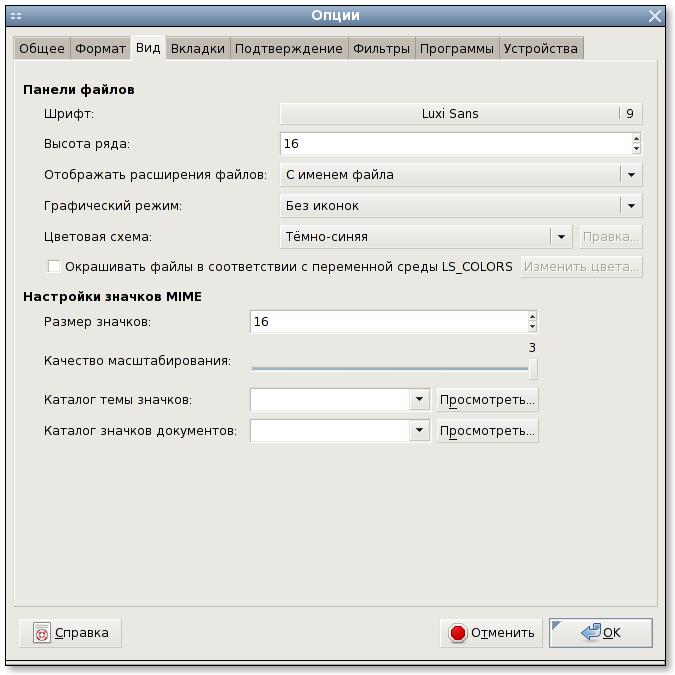 Опции
Общее Формат Вид Вкладки Подтверждение Фильтры Программы Устройства
Панели файлов
Шрифт: Luxi Sans 9
Высота ряда: 16
Отображать расширения файлов: С именем файла
Графический режим: Без иконок
Цветовая схема: Тёмно-синяя Правка...
Окрашивать файлы в соответствии с переменной среды LS_COLORS Изменить цвета...
Настройки значков MIME
Размер значков: 16
3
Качество масштабирования:
Каталог темы значков: Просмотреть...
Каталог значков документов: Просмотреть...
Справка Отменить OK